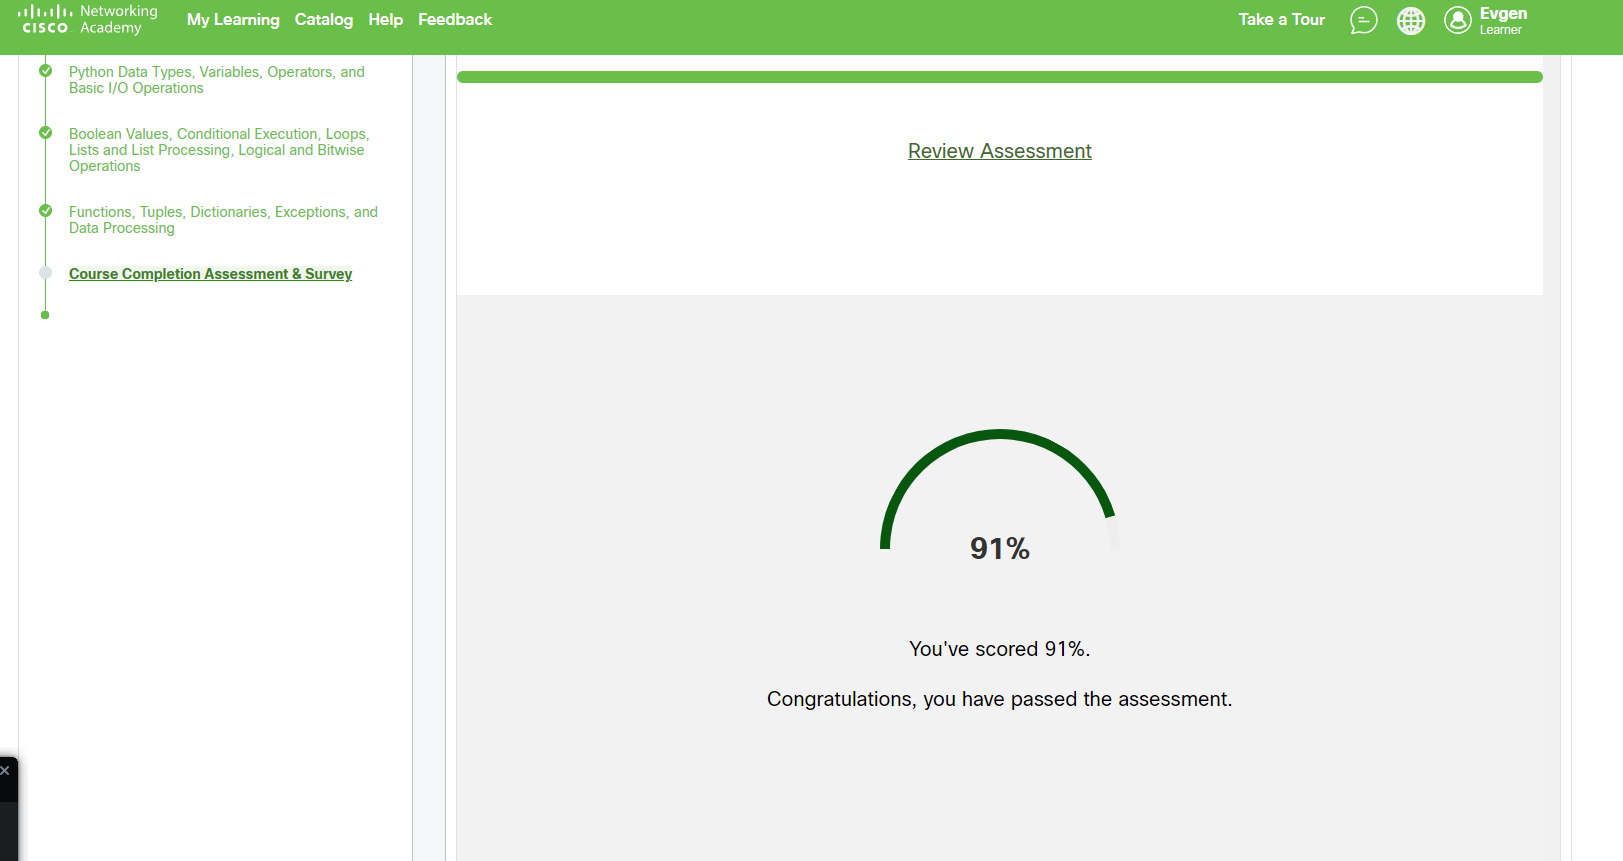 Networking
CISCO Academy
My Learning Catalog Help Feedback
Take a Tour
Evgen
Learner
Python Data Types, Variables, Operators, and
Basic I/O Operations
Boolean Values, Conditional Execution, Loops,
Lists and List Processing, Logical and Bitwise
Operations
Functions, Tuples, Dictionaries, Exceptions, and
Data Processing
Course Completion Assessment & Survey
Review Assessment
91%
You've scored 91%.
Congratulations, you have passed the assessment.